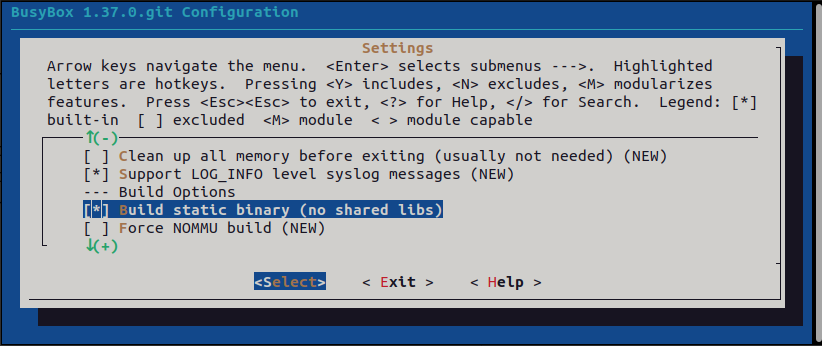 BusyBox 1.37.0.git Configuration
Settings
Arrow keys navigate the menu.  <Enter> selects submenus --->.  Highlighted
letters are hotkeys.  Pressing <Y> includes, <N> excludes, <M> modularizes
features.  Press <Esc><Esc> to exit, <?> for Help, </> for Search.  Legend: [*]
built-in  [ ] excluded  <M> module  < > module capable
↑(-)
[ ] Clean up all memory before exiting (usually not needed) (NEW)
[*] Support LOG_INFO level syslog messages (NEW)
--- Build Options
[*] Build static binary (no shared libs)
[ ] Force NOMMU build (NEW)
↓(+)
<Select>    < Exit >    < Help >